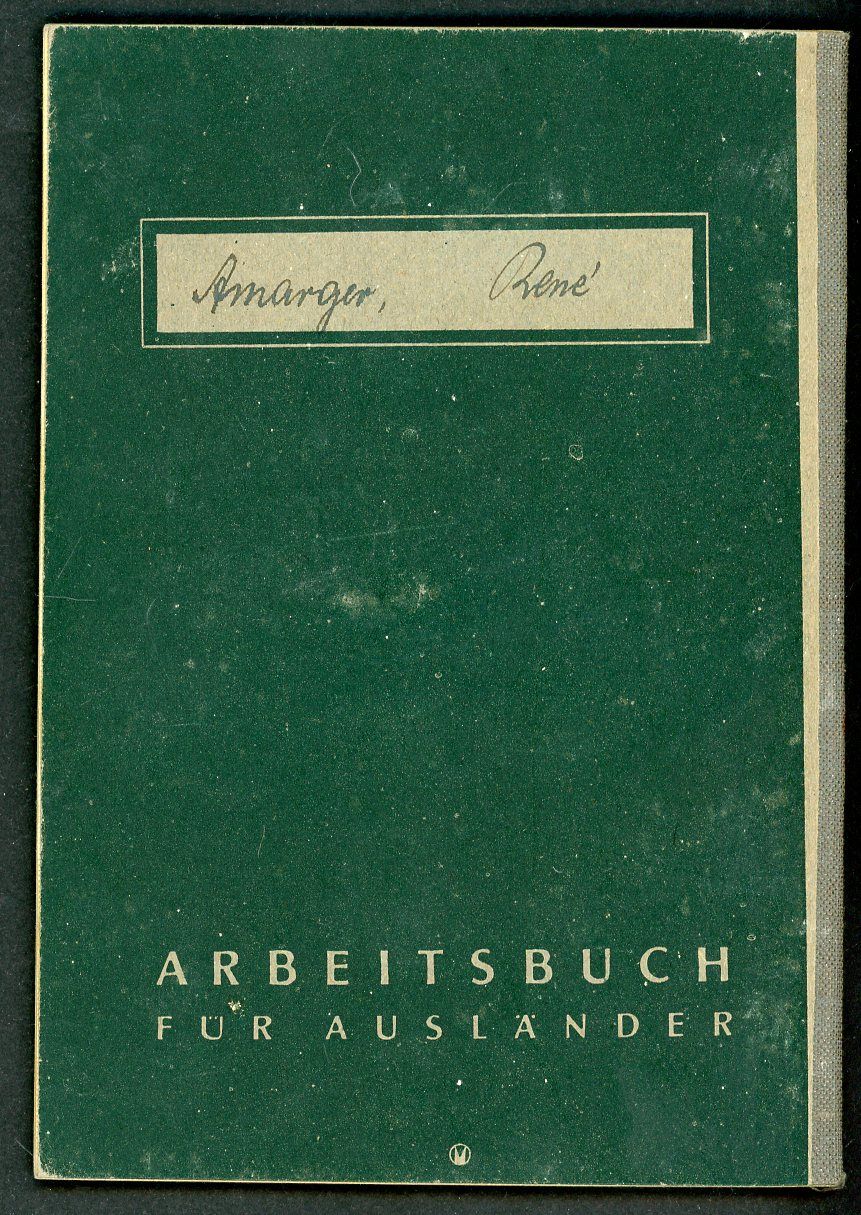 Amarger, René
ARBEITSBUCH
FÜR AUSLÄNDER